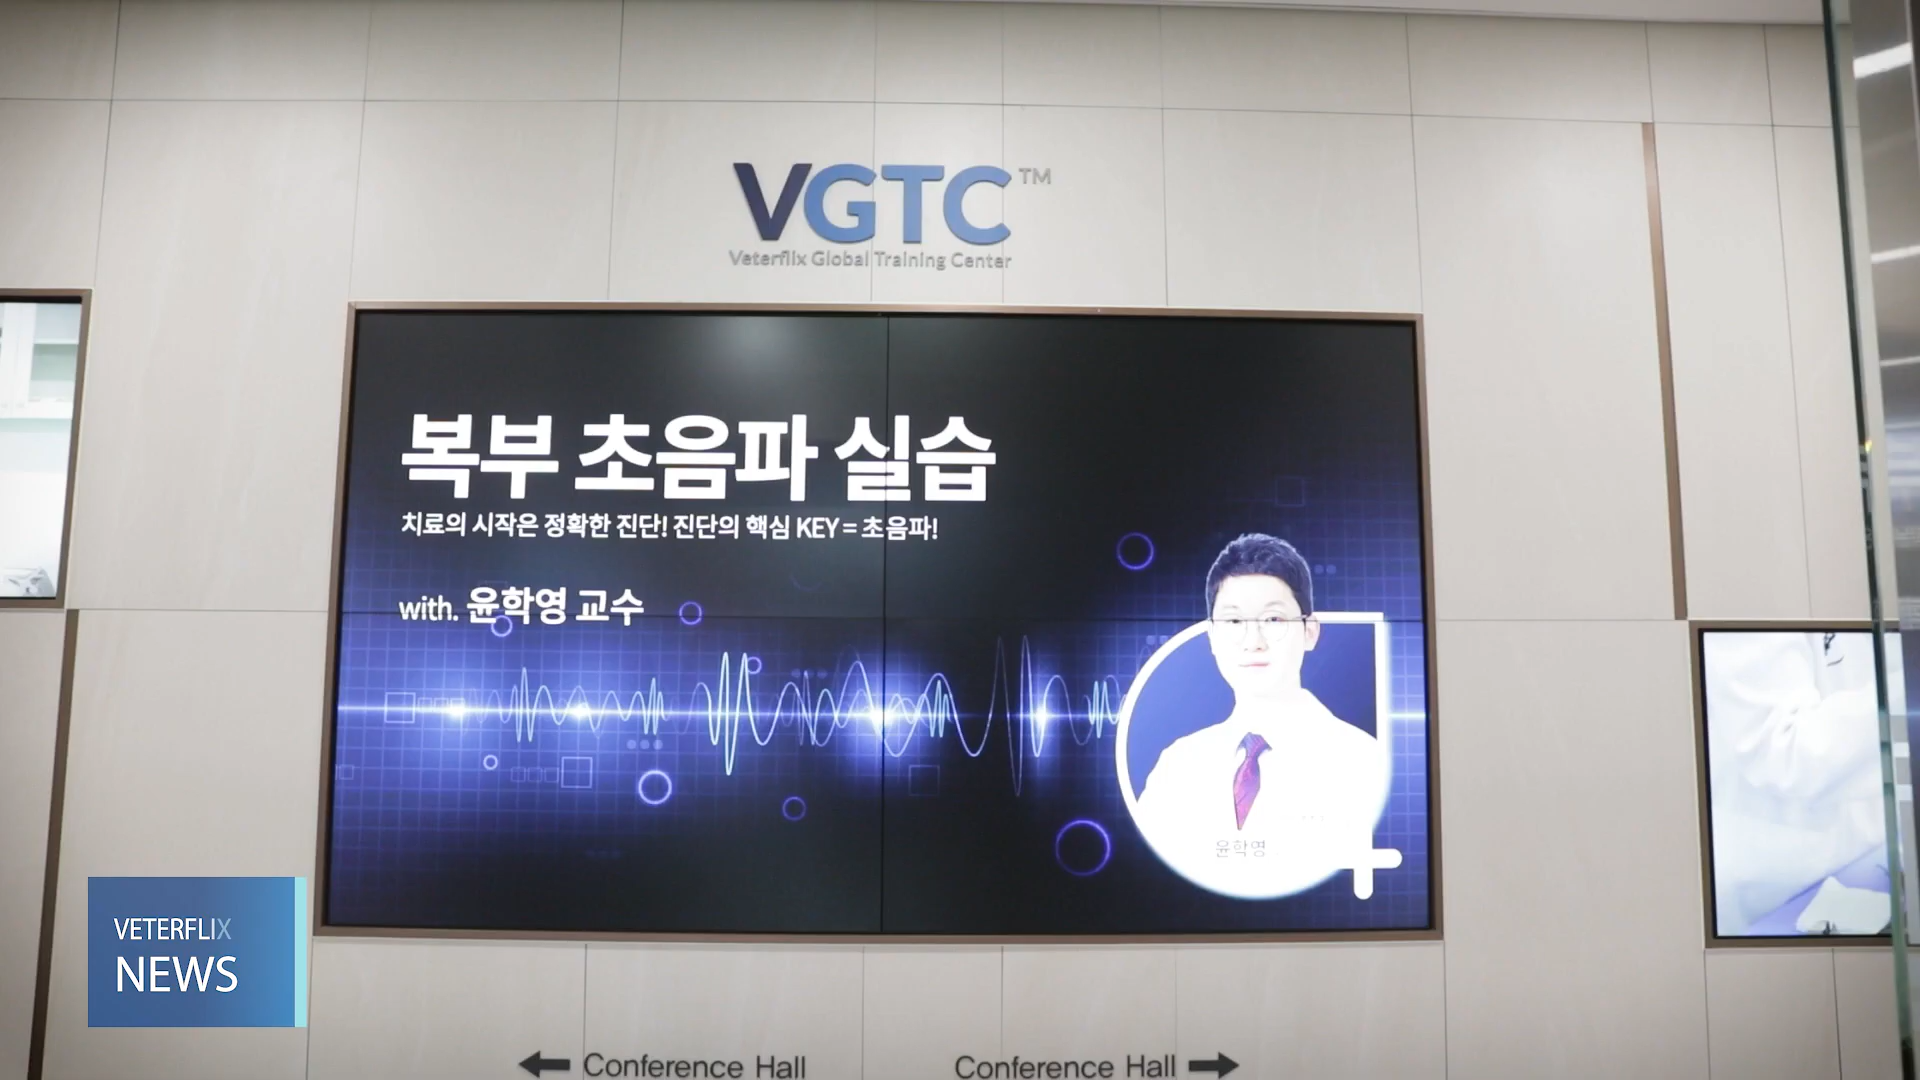 VGTC™
Veterflix Global Training Center
복부 초음파 실습
치료의 시작은 정확한 진단! 진단의 핵심 KEY = 초음파!
with. 윤학영 교수
윤학영
VETERFLIX
NEWS
← Conference Hall
Conference Hall →